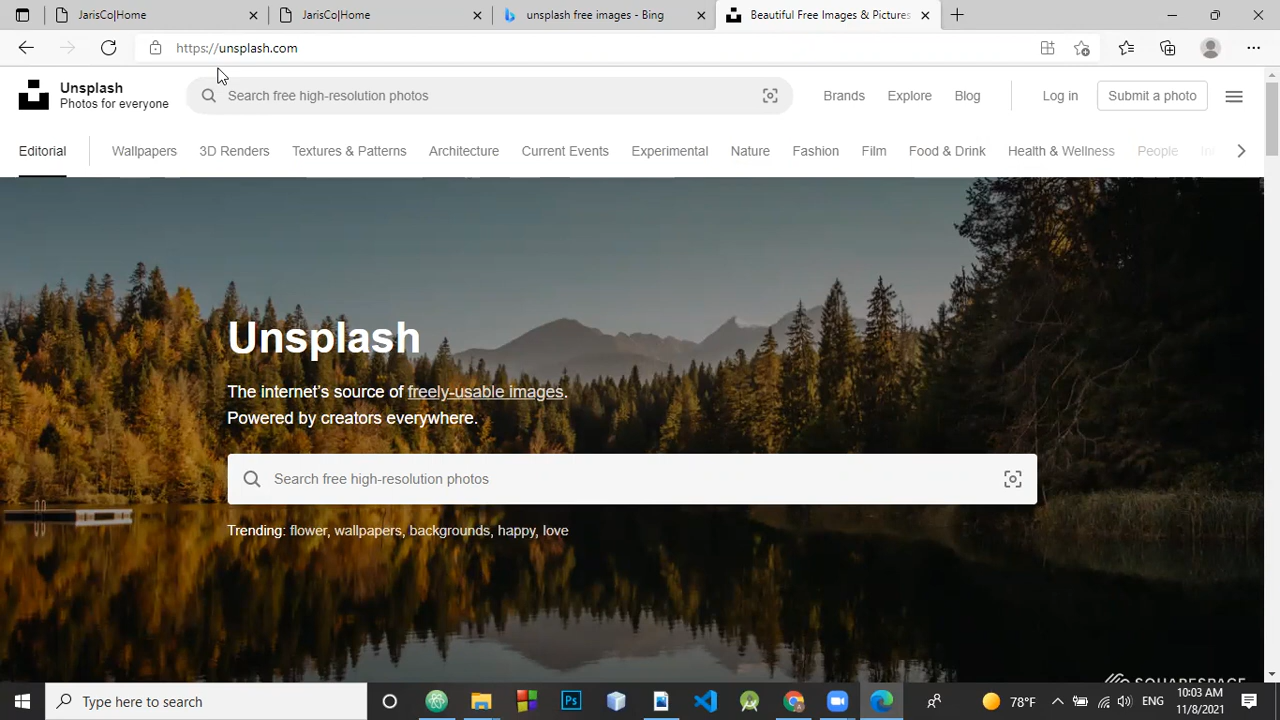 JarisCo|Home
JarisCo|Home
unsplash free images - Bing
Beautiful Free Images & Pictures
https://unsplash.com
Unsplash
Photos for everyone
Search free high-resolution photos
Brands
Explore
Blog
Log in
Submit a photo
Editorial
Wallpapers
3D Renders
Textures & Patterns
Architecture
Current Events
Experimental
Nature
Fashion
Film
Food & Drink
Health & Wellness
People
Unsplash
The internet's source of freely-usable images.
Powered by creators everywhere.
Search free high-resolution photos
Trending: flower, wallpapers, backgrounds, happy, love
SQUARESPACE
Type here to search
Ps
78°F
ENG
10:03 AM
11/8/2021